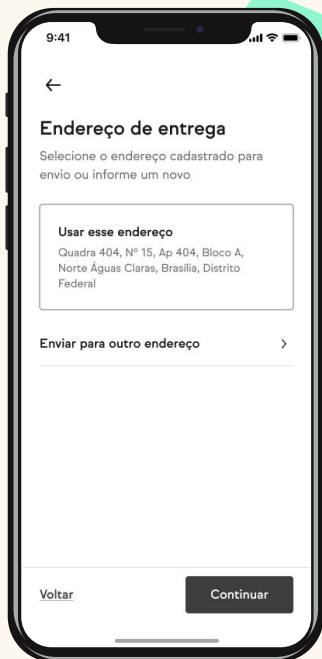 9:41
Endereço de entrega
Selecione o endereço cadastrado para
envio ou informe um novo
Usar esse endereço
Quadra 404, Nº 15, Ap 404, Bloco A,
Norte Águas Claras, Brasília, Distrito
Federal
Enviar para outro endereço
Voltar
Continuar